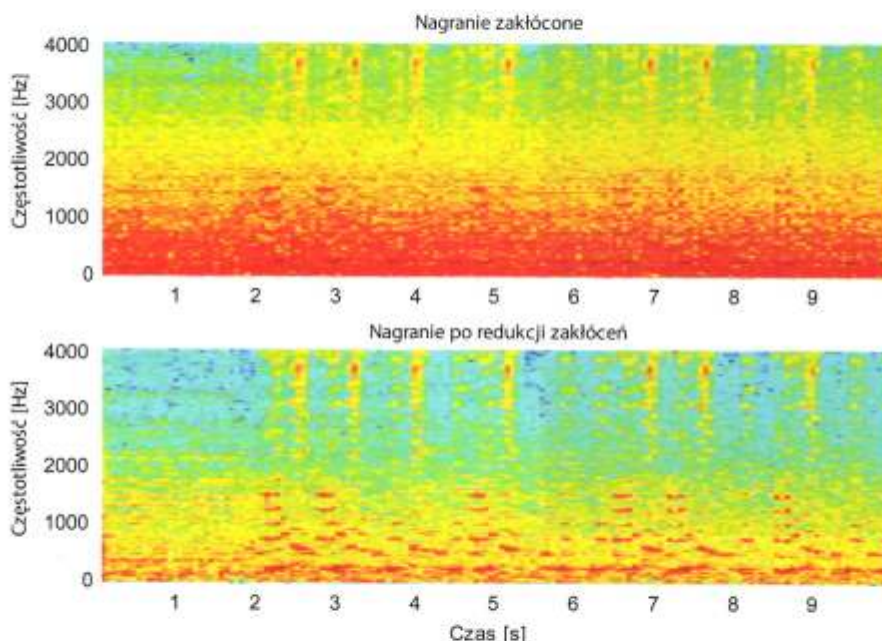 Nagranie zakłócone
Częstotliwość [Hz]
4000
3000
2000
1000
0
1 2 3 4 5 6 7 8 9
Nagranie po redukcji zakłóceń
Częstotliwość [Hz]
4000
3000
2000
1000
0
1 2 3 4 5 6 7 8 9
Czas [s]